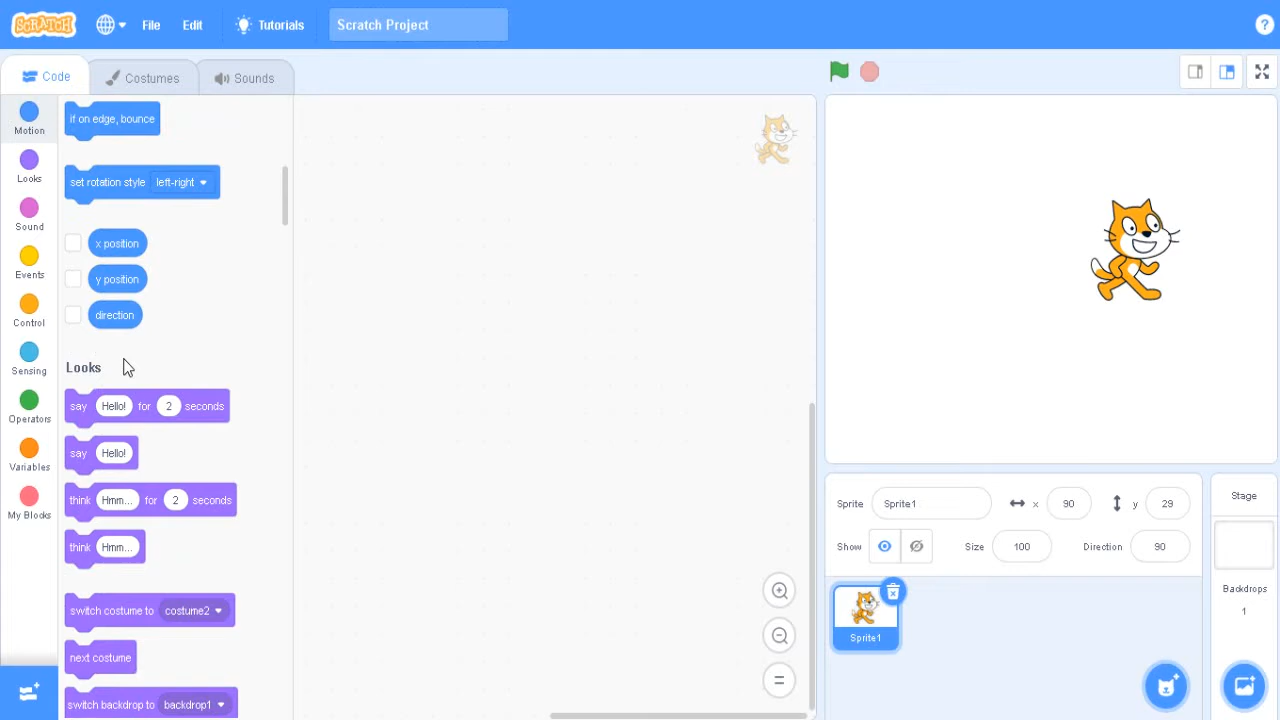 SCRATCH File Edit Tutorials Scratch Project ?
Code Costumes Sounds
Motion
Looks
Sound
Events
Control
Sensing
Operators
Variables
My Blocks
if on edge, bounce
set rotation style left-right
x position
y position
direction
Looks
say Hello! for 2 seconds
say Hello!
think Hmm... for 2 seconds
think Hmm...
switch costume to costume2
next costume
switch backdrop to backdrop1
Sprite Sprite1 x 90 y 29
Show Size 100 Direction 90
Sprite1
Stage
Backdrops
1